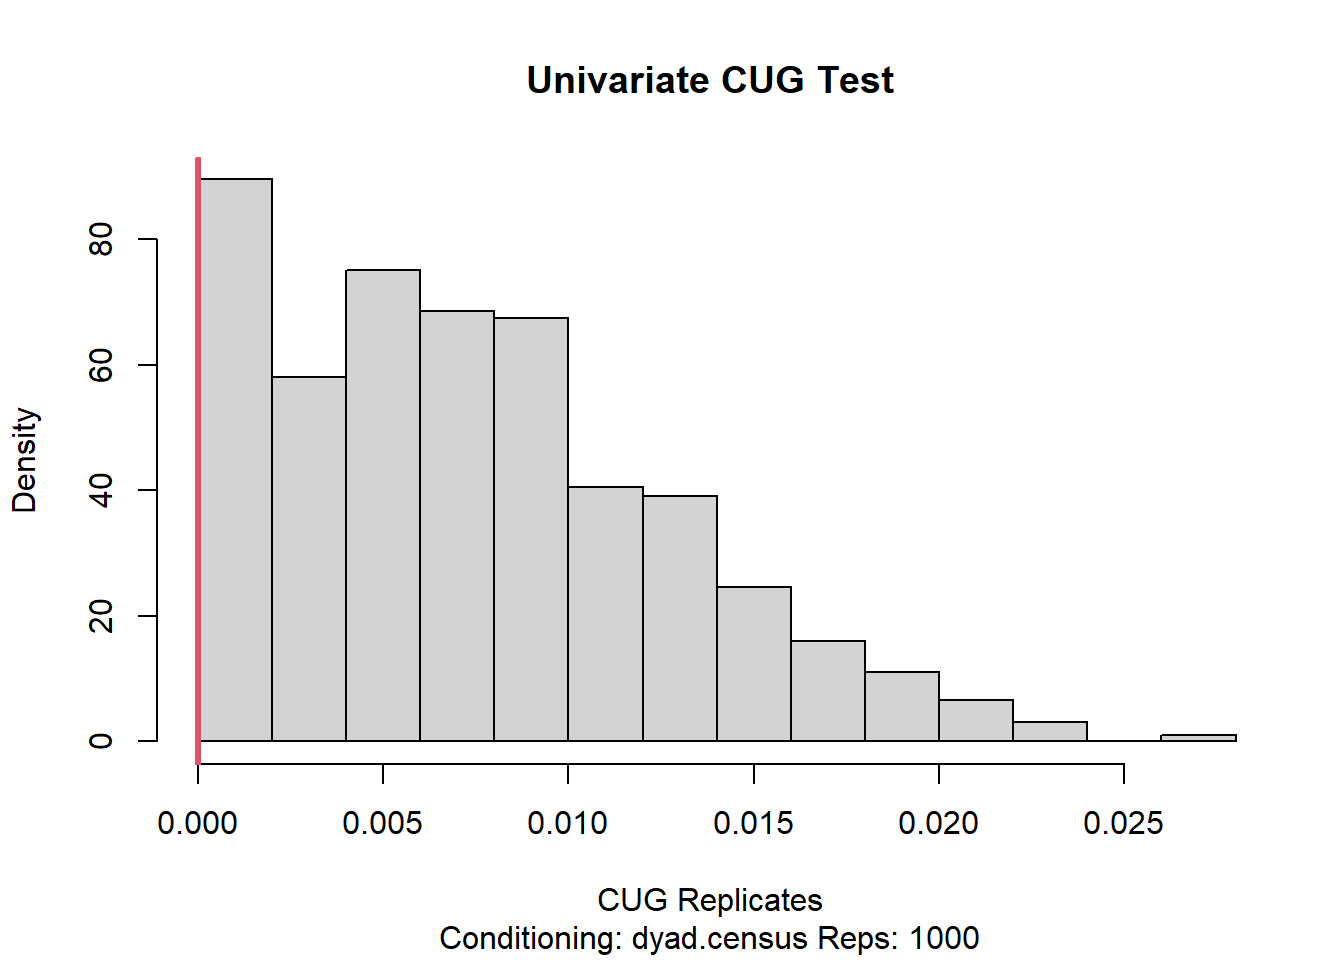 Univariate CUG Test
Density
80
60
40
20
0
0.000 0.005 0.010 0.015 0.020 0.025
CUG Replicates
Conditioning: dyad.census Reps: 1000